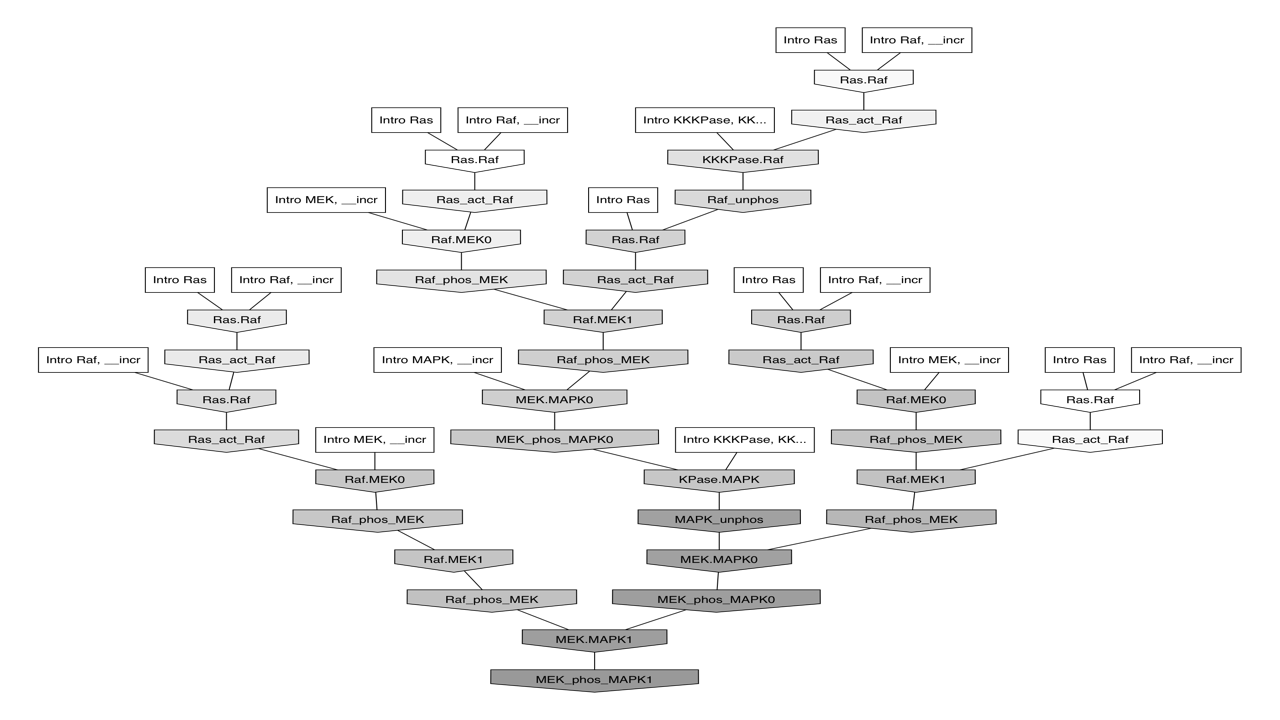 Intro Ras
Intro Raf, __incr
Ras.Raf
Intro Ras
Intro Raf, __incr
Intro KKKPase, KK...
Ras_act_Raf
Ras.Raf
KKKPase.Raf
Intro MEK, __incr
Ras_act_Raf
Intro Ras
Raf_unphos
Raf.MEK0
Ras.Raf
Intro Ras
Intro Raf, __incr
Raf_phos_MEK
Ras_act_Raf
Intro Ras
Intro Raf, __incr
Ras.Raf
Raf.MEK1
Ras.Raf
Intro Raf, __incr
Ras_act_Raf
Intro MAPK, __incr
Raf_phos_MEK
Ras_act_Raf
Intro MEK, __incr
Intro Ras
Intro Raf, __incr
Ras.Raf
MEK.MAPK0
Raf.MEK0
Ras.Raf
Ras_act_Raf
Intro MEK, __incr
MEK_phos_MAPK0
Intro KKKPase, KK...
Raf_phos_MEK
Ras_act_Raf
Raf.MEK0
KPase.MAPK
Raf.MEK1
Raf_phos_MEK
MAPK_unphos
Raf_phos_MEK
Raf.MEK1
MEK.MAPK0
Raf_phos_MEK
MEK_phos_MAPK0
MEK.MAPK1
MEK_phos_MAPK1